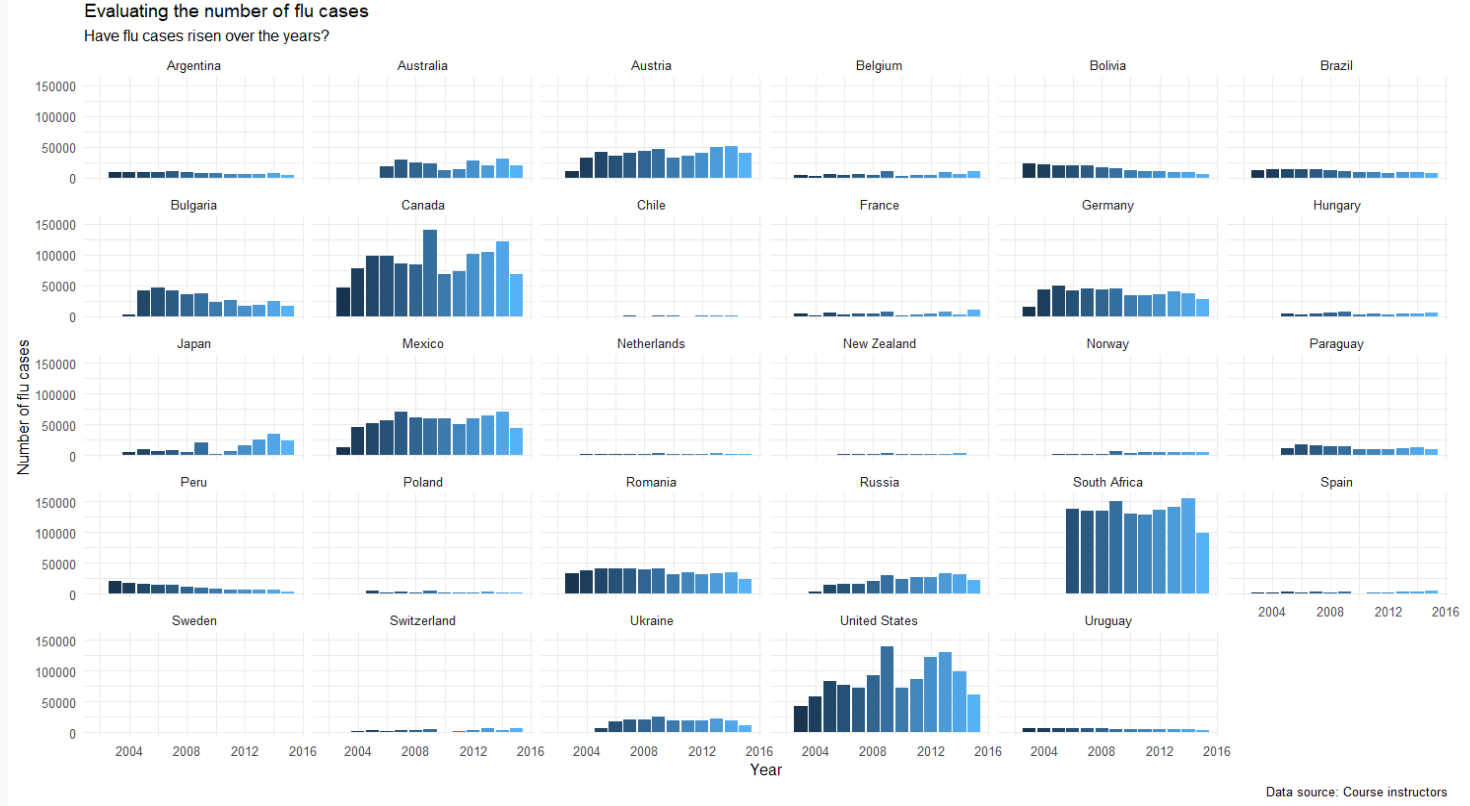 Evaluating the number of flu cases
Have flu cases risen over the years?
Argentina Australia Austria Belgium Bolivia Brazil
150000
100000
50000
0
Bulgaria Canada Chile France Germany Hungary
150000
100000
50000
0
Japan Mexico Netherlands New Zealand Norway Paraguay
150000
100000
50000
0
Number of flu cases
Peru Poland Romania Russia South Africa Spain
150000
100000
50000
0
2004 2008 2012 2016
Sweden Switzerland Ukraine United States Uruguay
150000
100000
50000
0
2004 2008 2012 2016 2004 2008 2012 2016 2004 2008 2012 2016 2004 2008 2012 2016 2004 2008 2012 2016
Year
Data source: Course instructors